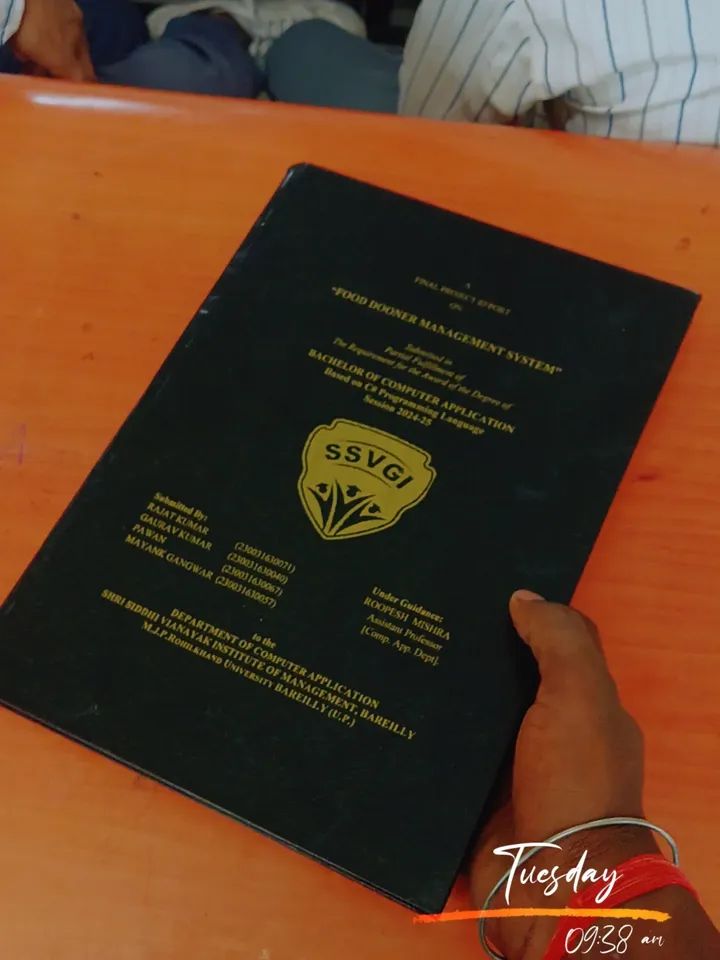 A
FINAL PROJECT REPORT
ON
"FOOD DOONER MANAGEMENT SYSTEM"
Submitted in
Partial Fulfilment of
The Requirement for the Award of the Degree of
BACHELOR OF COMPUTER APPLICATION
Based on C# Programming Language
Session 2024-25
SSVGI
Submitted By:
RAJAT KUMAR (230031630071)
GAURAV KUMAR (230031630040)
PAWAN (230031630067)
MAYANK GANGWAR (230031630057)
Under Guidance:
ROOPESH MISHRA
Assistant Professor
[Comp. App. Dept].
to the
DEPARTMENT OF COMPUTER APPLICATION
SHRI SIDDHI VIANAYAK INSTITUTE OF MANAGEMENT, BAREILLY
M.J.P.ROHILKHAND UNIVERSITY BAREILLY (U.P.)
Tuesday
09:38 am